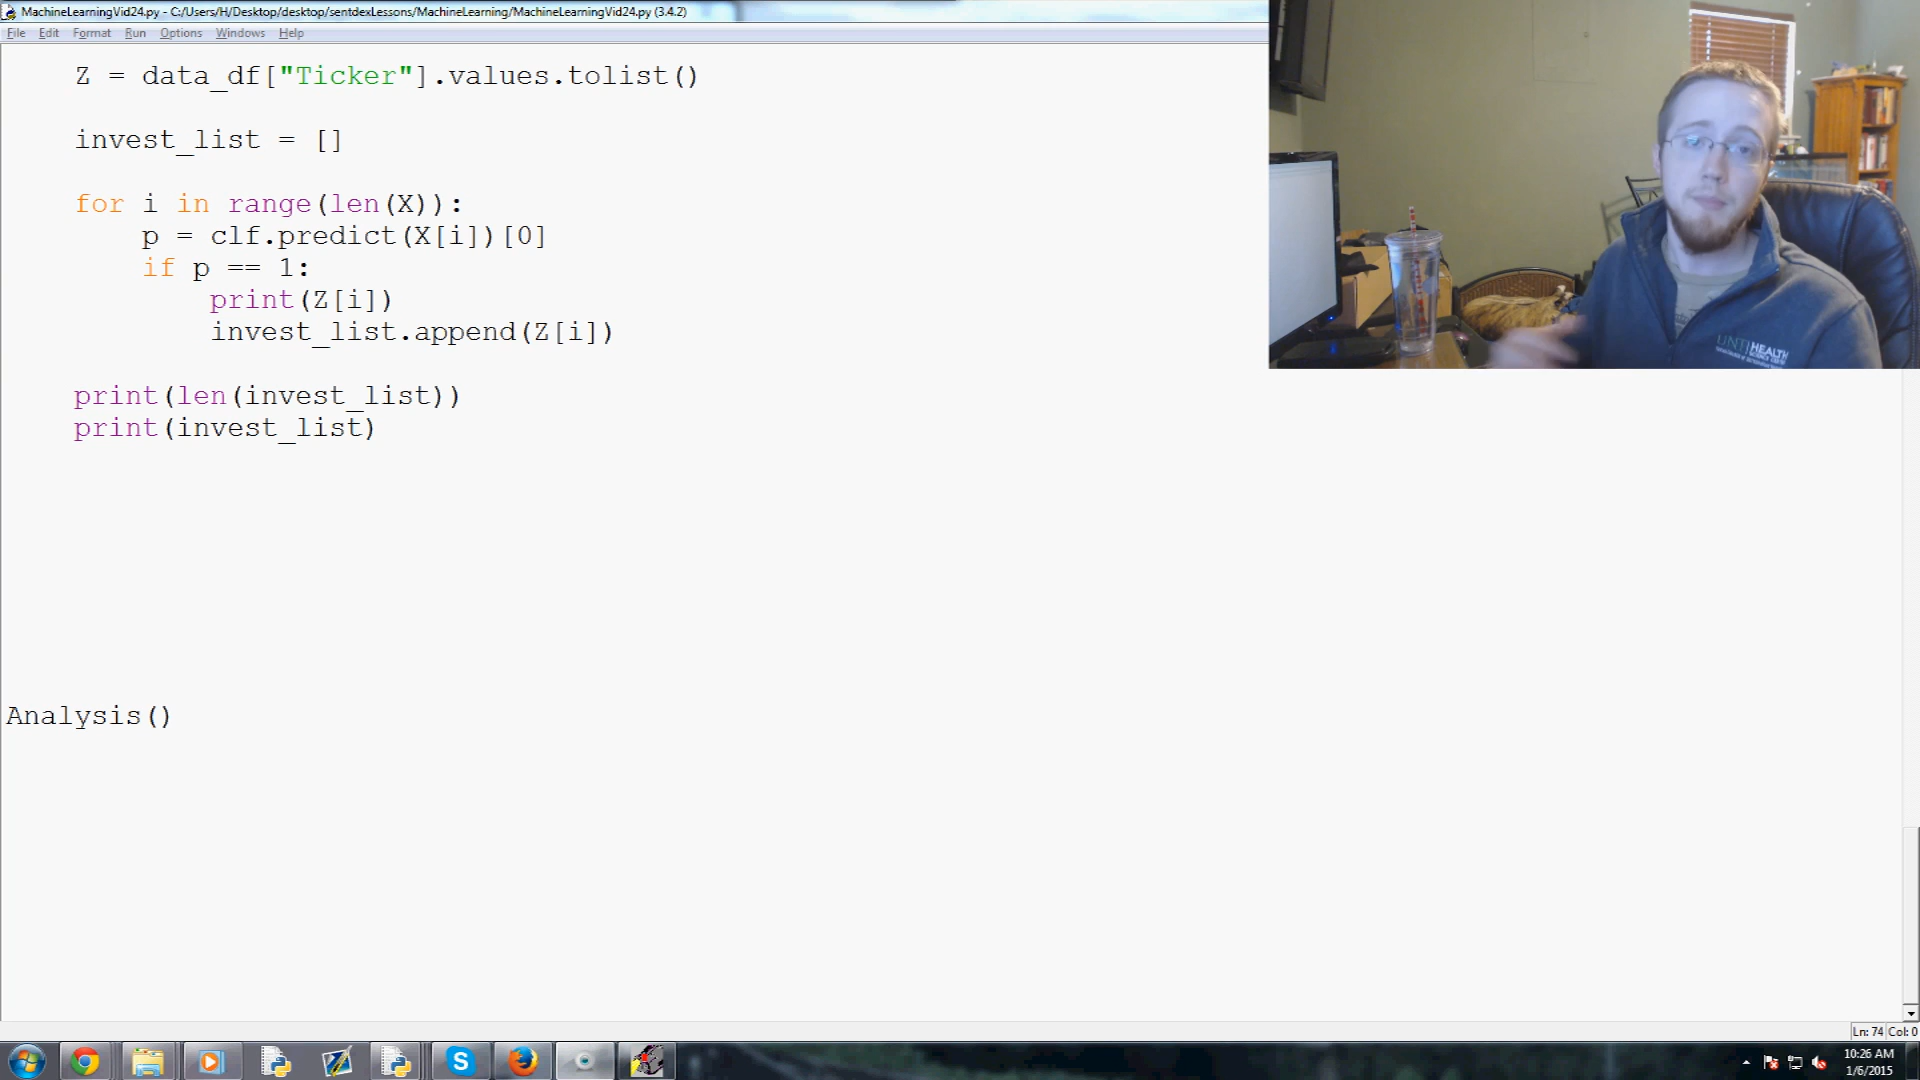 MachineLearningVid24.py - C:/Users/H/Desktop/desktop/sentdexLessons/MachineLearning/MachineLearningVid24.py (3.4.2)
File Edit Format Run Options Windows Help
Z = data_df["Ticker"].values.tolist()
invest_list = []
for i in range(len(X)):
p = clf.predict(X[i])[0]
if p == 1:
print(Z[i])
invest_list.append(Z[i])
print(len(invest_list))
print(invest_list)
Analysis()
UNT HEALTH
Ln: 74 Col: 0
10:26 AM
1/6/2015